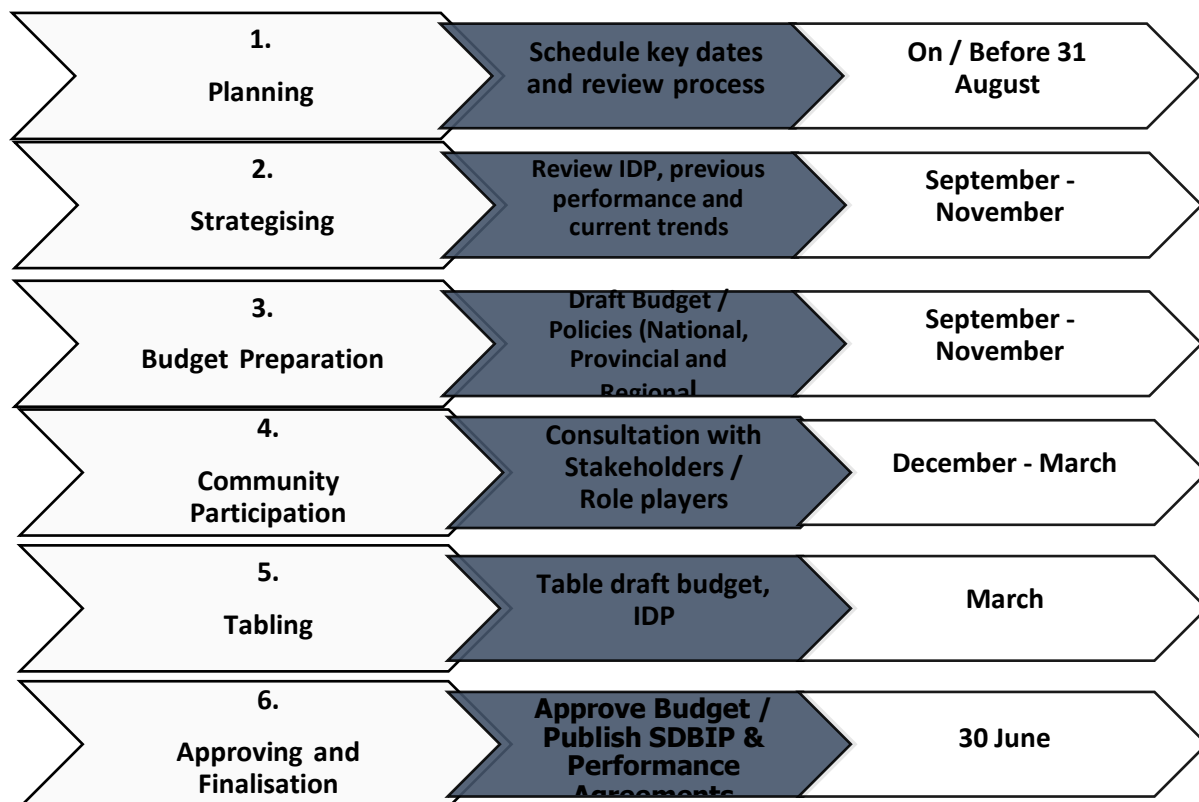 1.
Planning
Schedule key dates
and review process
On / Before 31
August
2.
Strategising
Review IDP, previous
performance and
current trends
September -
November
3.
Budget Preparation
Draft Budget /
Policies (National,
Provincial and
Regional
September -
November
4.
Community
Participation
Consultation with
Stakeholders /
Role players
December - March
5.
Tabling
Table draft budget,
IDP
March
6.
Approving and
Finalisation
Approve Budget /
Publish SDBIP &
Performance
Agreements
30 June